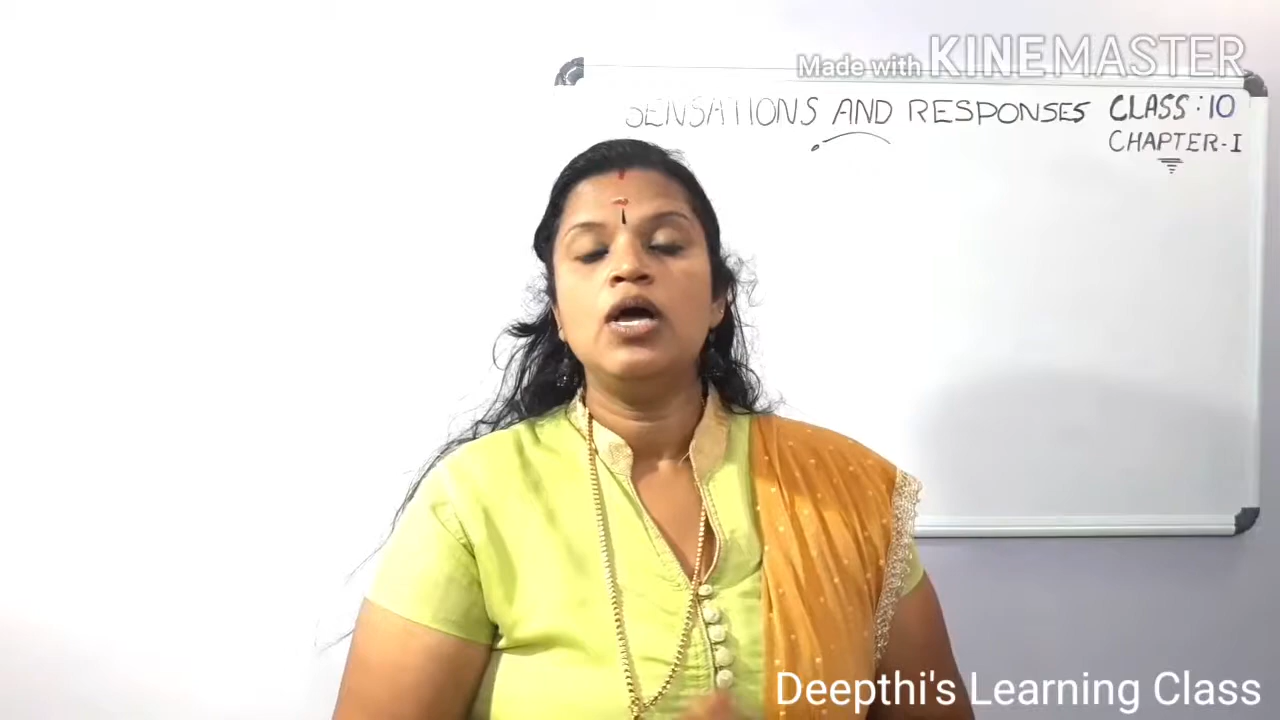 Made with KINEMASTER
SENSATIONS AND RESPONSES CLASS : 10
CHAPTER-I
Deepthi's Learning Class